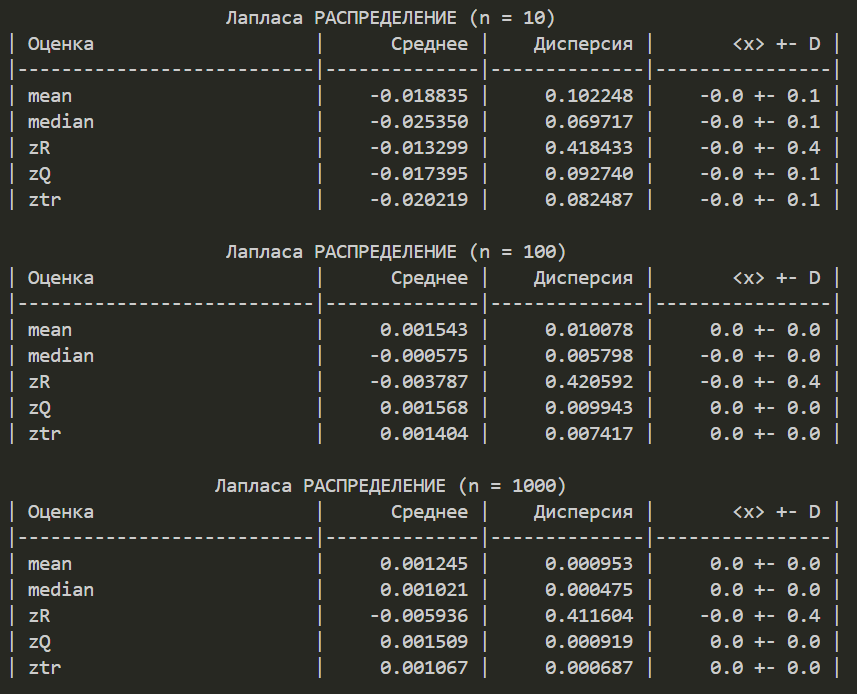 Лапласа РАСПРЕДЕЛЕНИЕ (n = 10)
| Оценка                    |      Среднее |    Дисперсия |       <x> +- D |
|---------------------------|--------------|--------------|----------------|
| mean                      |    -0.018835 |     0.102248 |    -0.0 +- 0.1 |
| median                    |    -0.025350 |     0.069717 |    -0.0 +- 0.1 |
| zR                        |    -0.013299 |     0.418433 |    -0.0 +- 0.4 |
| zQ                        |    -0.017395 |     0.092740 |    -0.0 +- 0.1 |
| ztr                       |    -0.020219 |     0.082487 |    -0.0 +- 0.1 |
Лапласа РАСПРЕДЕЛЕНИЕ (n = 100)
| Оценка                    |      Среднее |    Дисперсия |       <x> +- D |
|---------------------------|--------------|--------------|----------------|
| mean                      |     0.001543 |     0.010078 |     0.0 +- 0.0 |
| median                    |    -0.000575 |     0.005798 |    -0.0 +- 0.0 |
| zR                        |    -0.003787 |     0.420592 |    -0.0 +- 0.4 |
| zQ                        |     0.001568 |     0.009943 |     0.0 +- 0.0 |
| ztr                       |     0.001404 |     0.007417 |     0.0 +- 0.0 |
Лапласа РАСПРЕДЕЛЕНИЕ (n = 1000)
| Оценка                    |      Среднее |    Дисперсия |       <x> +- D |
|---------------------------|--------------|--------------|----------------|
| mean                      |     0.001245 |     0.000953 |     0.0 +- 0.0 |
| median                    |     0.001021 |     0.000475 |     0.0 +- 0.0 |
| zR                        |    -0.005936 |     0.411604 |    -0.0 +- 0.4 |
| zQ                        |     0.001509 |     0.000919 |     0.0 +- 0.0 |
| ztr                       |     0.001067 |     0.000687 |     0.0 +- 0.0 |